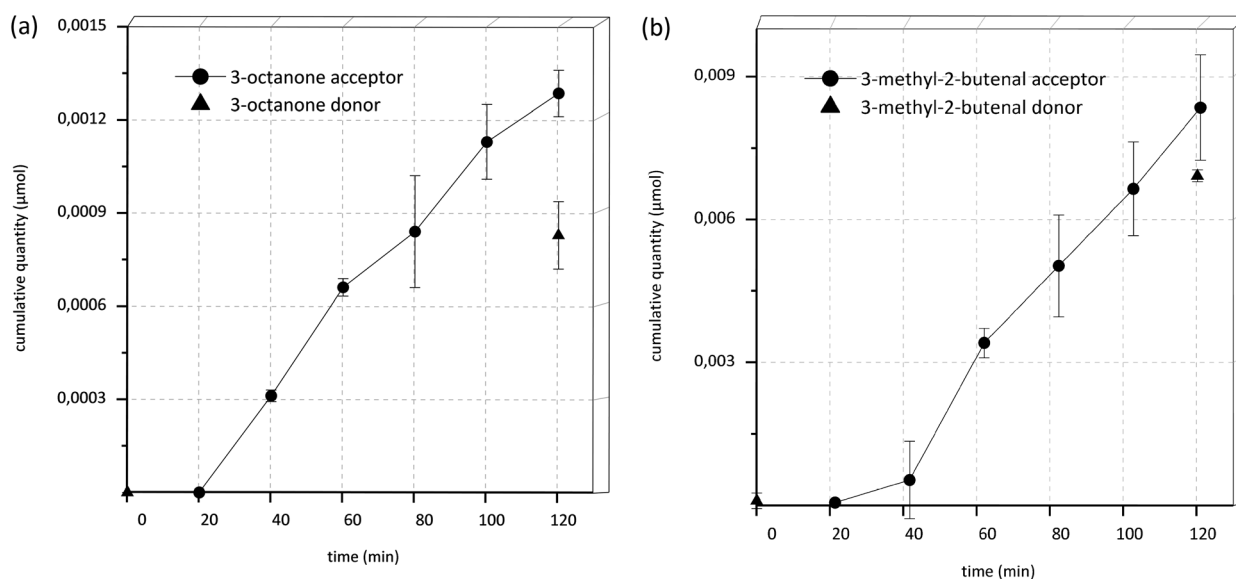 (a)
0,0015
0,0012
0,0009
0,0006
0,0003
cumulative quantity (μmol)
3-octanone acceptor
3-octanone donor
0 20 40 60 80 100 120
time (min)
(b)
0,009
0,006
0,003
cumulative quantity (μmol)
3-methyl-2-butenal acceptor
3-methyl-2-butenal donor
0 20 40 60 80 100 120
time (min)